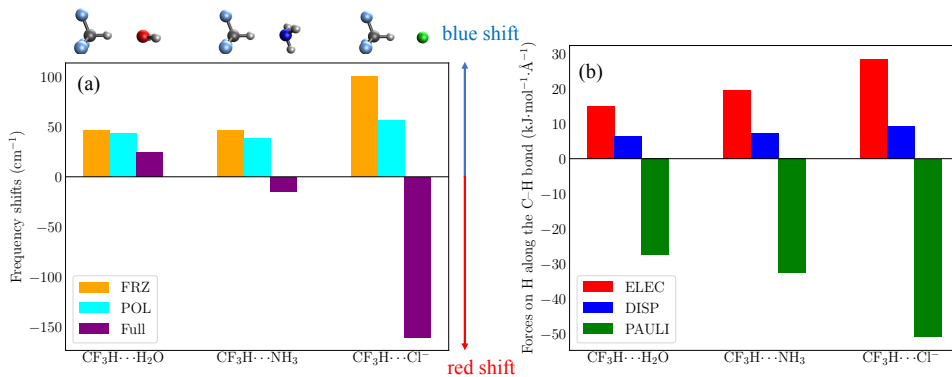 blue shift
(a)
100
50
0
−50
−100
−150
Frequency shifts (cm⁻¹)
FRZ
POL
Full
CF₃H···H₂O
CF₃H···NH₃
CF₃H···Cl⁻
red shift
(b)
30
20
10
0
−10
−20
−30
−40
−50
Forces on H along the C–H bond (kJ·mol⁻¹·Å⁻¹)
ELEC
DISP
PAULI
CF₃H···H₂O
CF₃H···NH₃
CF₃H···Cl⁻